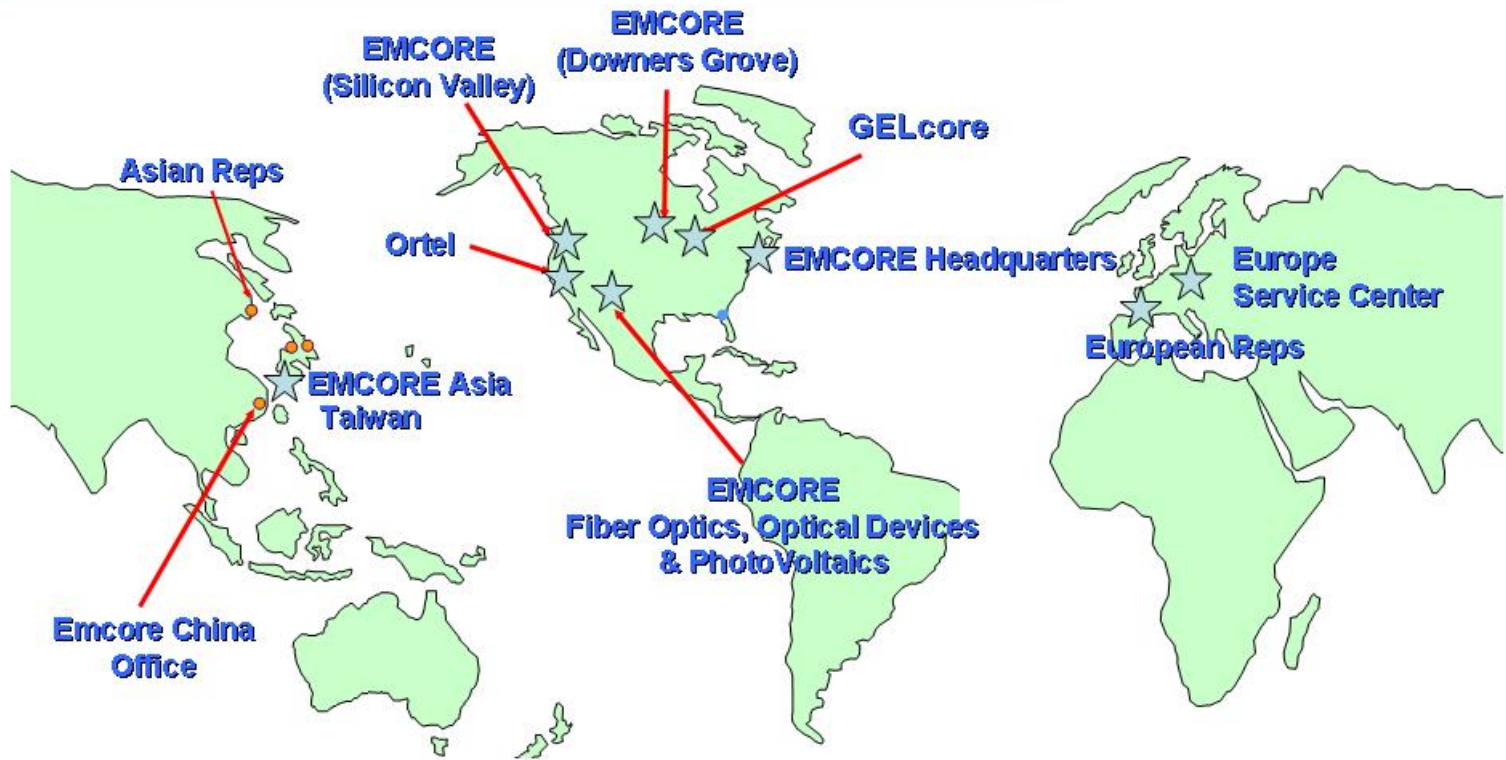 EMCORE
(Downers Grove)
EMCORE
(Silicon Valley)
GELcore
Asian Reps
Ortel
EMCORE Headquarters
Europe
Service Center
European Reps
EMCORE Asia
Taiwan
EMCORE
Fiber Optics, Optical Devices
& PhotoVoltaics
Emcore China
Office